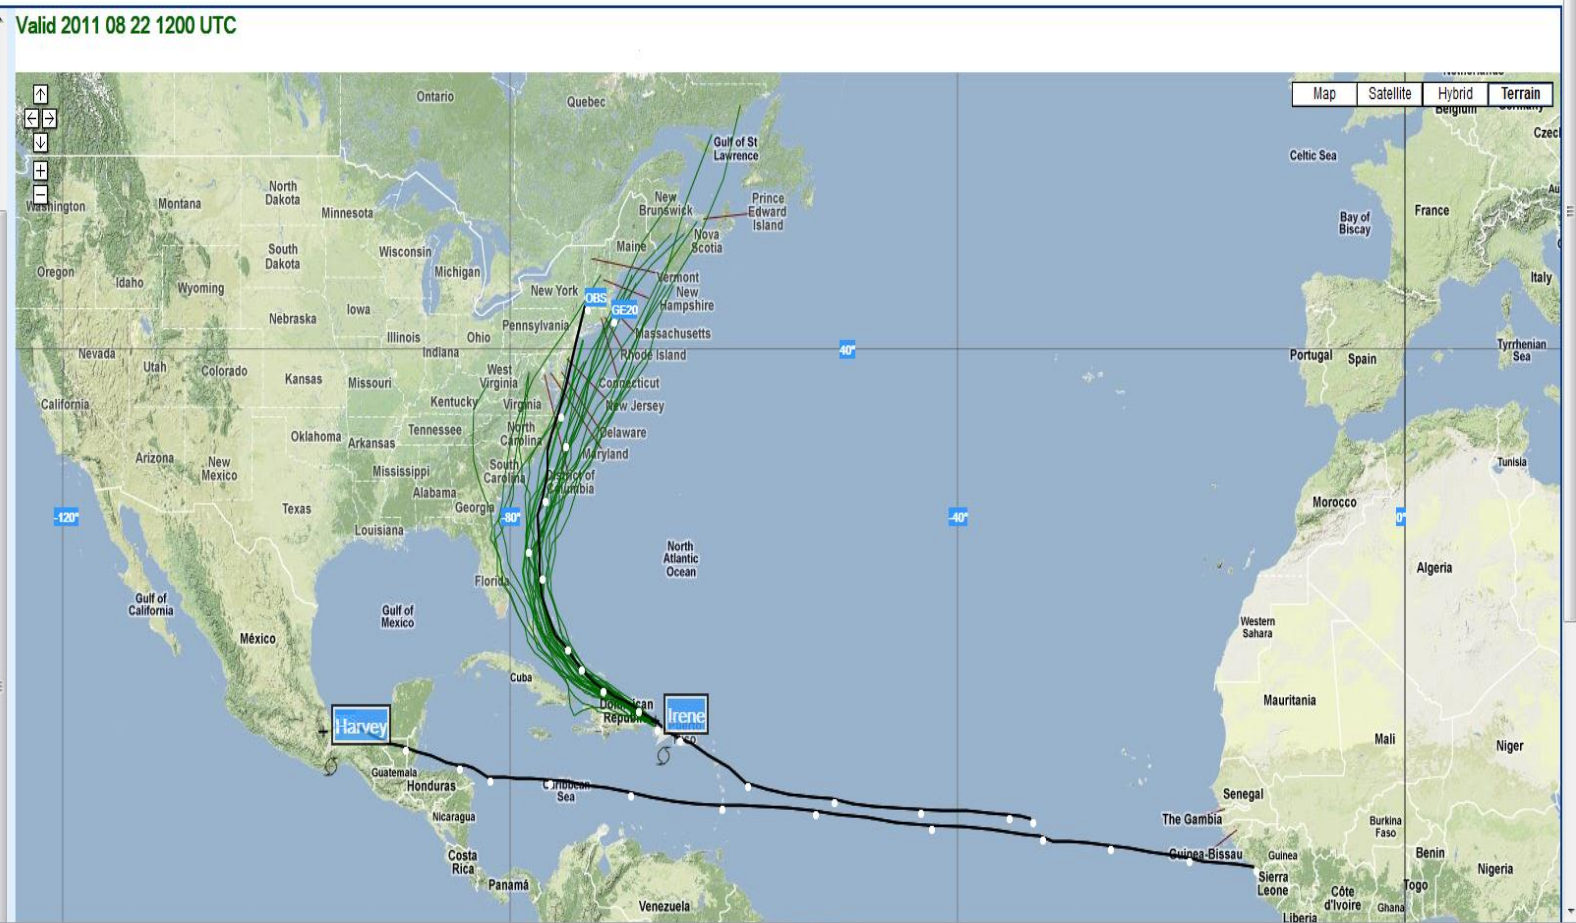 Valid 2011 08 22 1200 UTC
Map
Satellite
Hybrid
Terrain
↑
← →
↓
+
−
Ontario
Quebec
Gulf of St
Lawrence
Celtic Sea
Belgium
Washington
Montana
North
Dakota
Minnesota
New
Brunswick
Prince
Edward
Island
Bay of
Biscay
France
Oregon
Idaho
Wyoming
South
Dakota
Wisconsin
Michigan
Maine
Nova
Scotia
Italy
Vermont
New
Hampshire
New York
OBS
GE20
Nebraska
Iowa
Illinois
Indiana
Ohio
Pennsylvania
Massachusetts
Rhode Island
40°
Portugal
Spain
Tyrrhenian
Sea
Nevada
Utah
Colorado
Kansas
Missouri
West
Virginia
Connecticut
California
Kentucky
Virginia
New Jersey
Oklahoma
Arkansas
Tennessee
North
Carolina
Delaware
Maryland
Arizona
New
Mexico
Mississippi
South
Carolina
District of
Columbia
Tunisia
Alabama
Georgia
Texas
Louisiana
Morocco
-120°
-80°
-40°
0°
North
Atlantic
Ocean
Florida
Algeria
Gulf of
California
Gulf of
Mexico
México
Western
Sahara
Cuba
Dominican
Republic
Irene
Harvey
Mauritania
Mali
Niger
Guatemala
Honduras
Caribbean
Sea
Nicaragua
Senegal
The Gambia
Burkina
Faso
Guinea-Bissau
Guinea
Benin
Nigeria
Costa
Rica
Panamá
Sierra
Leone
Côte
d'Ivoire
Togo
Ghana
Liberia
Venezuela